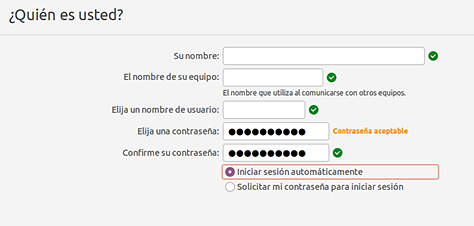 ¿Quién es usted?
Su nombre:
El nombre de su equipo:
El nombre que utiliza al comunicarse con otros equipos.
Elija un nombre de usuario:
Elija una contraseña: ●●●●●●●●●● Contraseña aceptable
Confirme su contraseña: ●●●●●●●●●●
Iniciar sesión automáticamente
Solicitar mi contraseña para iniciar sesión